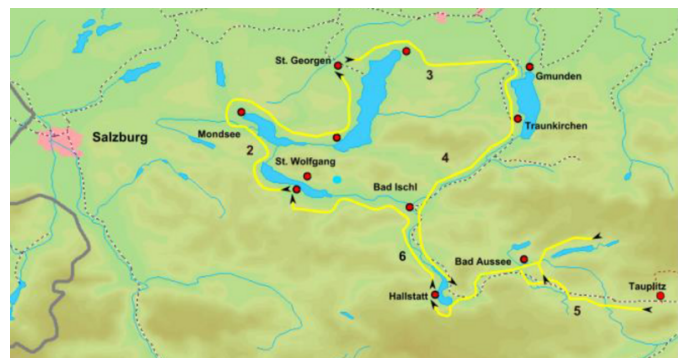 St. Georgen
3
Gmunden
Salzburg
Mondsee
Traunkirchen
2
St. Wolfgang
4
Bad Ischl
6
Bad Aussee
Hallstatt
Tauplitz
5